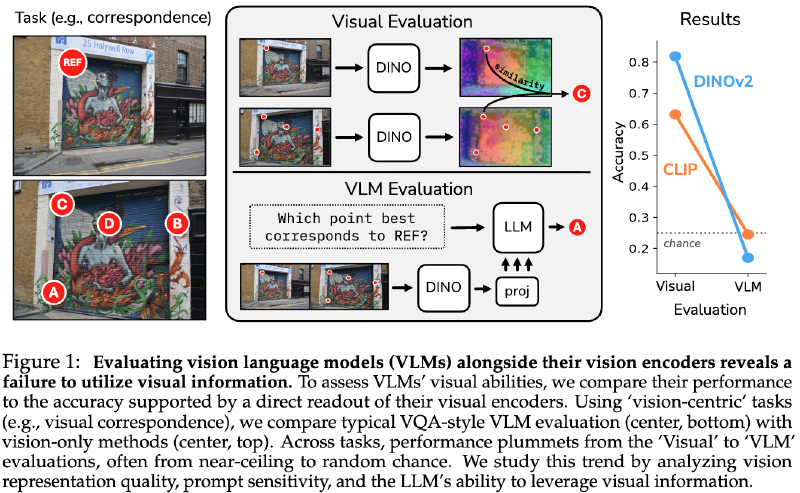 Task (e.g., correspondence)
25 Holywell Row
REF
C
D
B
A
Visual Evaluation
DINO
similarity
C
DINO
VLM Evaluation
Which point best
corresponds to REF?
LLM
A
DINO
proj
Results
Accuracy
0.8
0.7
0.6
0.5
0.4
0.3
0.2
DINOv2
CLIP
chance
Visual
VLM
Evaluation
Figure 1: Evaluating vision language models (VLMs) alongside their vision encoders reveals a
failure to utilize visual information. To assess VLMs’ visual abilities, we compare their performance
to the accuracy supported by a direct readout of their visual encoders. Using ‘vision-centric’ tasks
(e.g., visual correspondence), we compare typical VQA-style VLM evaluation (center, bottom) with
vision-only methods (center, top). Across tasks, performance plummets from the ‘Visual’ to ‘VLM’
evaluations, often from near-ceiling to random chance. We study this trend by analyzing vision
representation quality, prompt sensitivity, and the LLM’s ability to leverage visual information.